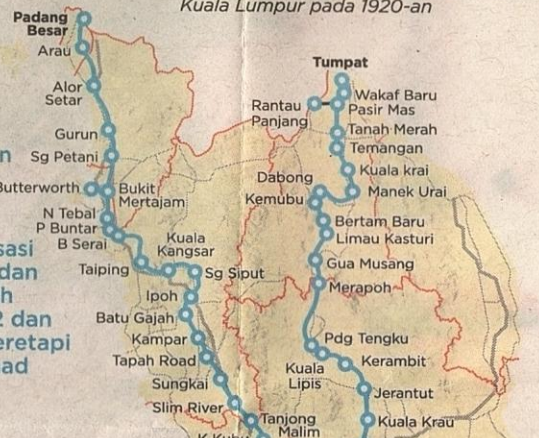 Kuala Lumpur pada 1920-an
Padang
Besar
Arau
Alor
Setar
Gurun
Sg Petani
Butterworth
Bukit
Mertajam
N Tebal
P Buntar
B Serai
Taiping
Kuala
Kangsar
Sg Siput
Ipoh
Batu Gajah
Kampar
Tapah Road
Sungkai
Slim River
Tanjong
Malim
Tumpat
Wakaf Baru
Rantau
Panjang
Pasir Mas
Tanah Merah
Temangan
Kuala krai
Dabong
Manek Urai
Kemubu
Bertam Baru
Limau Kasturi
Gua Musang
Merapoh
Pdg Tengku
Kerambit
Kuala
Lipis
Jerantut
Kuala Krau
dan
dan